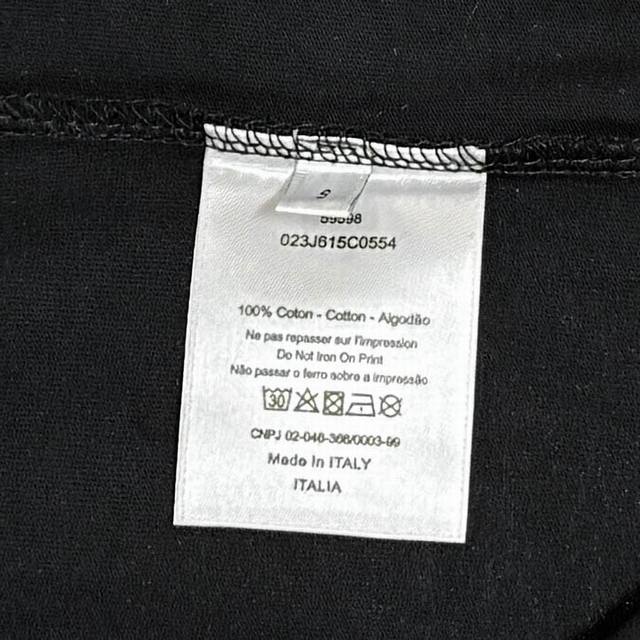 S
59598
023J615C0554
100% Coton - Cotton - Algodão
Ne pas repasser sur l'impression
Do Not Iron On Print
Não passar o ferro sobre a impressão
30
CNPJ 02-046-366/0003-99
Made In ITALY
ITALIA